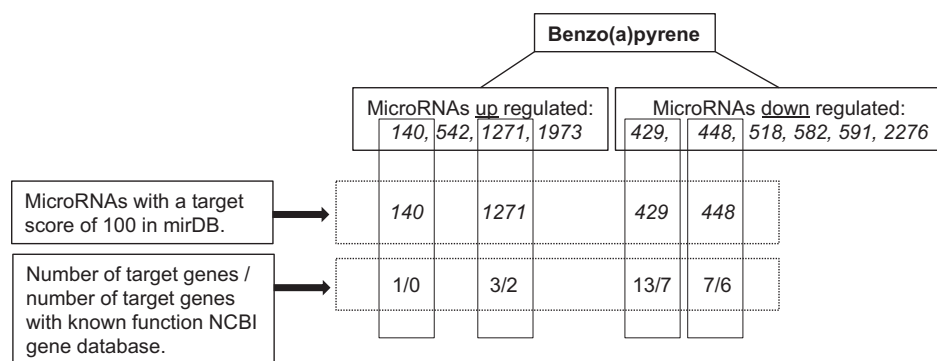 Benzo(a)pyrene
MicroRNAs up regulated:
140, 542, 1271, 1973
MicroRNAs down regulated:
429, 448, 518, 582, 591, 2276
MicroRNAs with a target
score of 100 in mirDB.
140 1271 429 448
Number of target genes /
number of target genes
with known function NCBI
gene database.
1/0 3/2 13/7 7/6